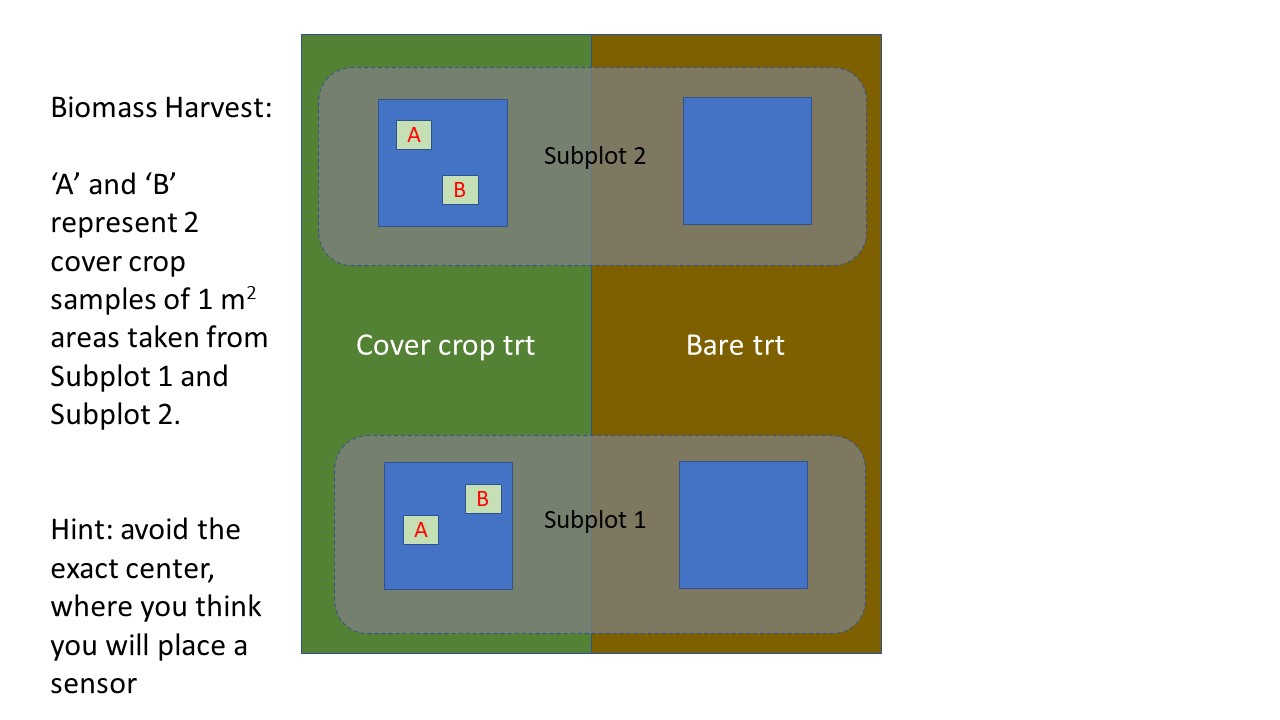 Biomass Harvest:
‘A’ and ‘B’
represent 2
cover crop
samples of 1 m²
areas taken from
Subplot 1 and
Subplot 2.
Hint: avoid the
exact center,
where you think
you will place a
sensor
A
B
Subplot 2
Cover crop trt
Bare trt
B
A
Subplot 1